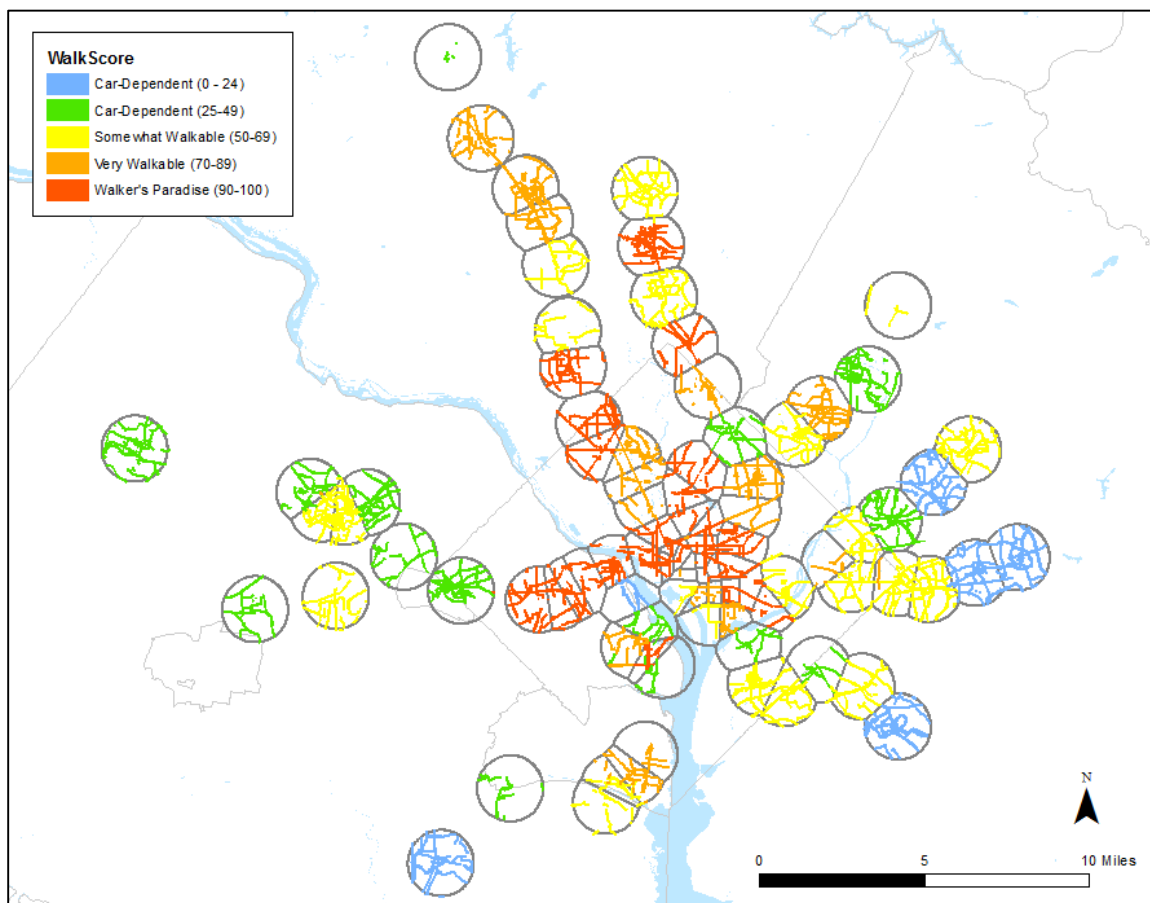 WalkScore
Car-Dependent (0 - 24)
Car-Dependent (25-49)
Somewhat Walkable (50-69)
Very Walkable (70-89)
Walker's Paradise (90-100)
N
0 5 10 Miles